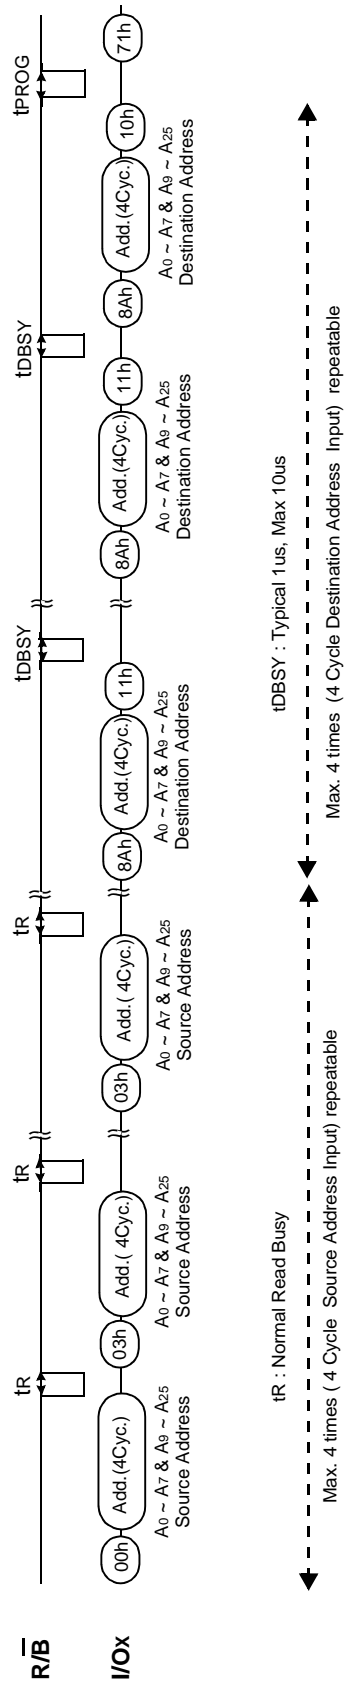 R/B tR tR tR tDBSY tDBSY tPROG
I/Ox 00h Add.(4Cyc.) 03h Add.( 4Cyc.) 03h Add.( 4Cyc.) 8Ah Add.(4Cyc.) 11h 8Ah Add.(4Cyc.) 11h 8Ah Add.(4Cyc.) 10h 71h
A0 ~ A7 & A9 ~ A25 A0 ~ A7 & A9 ~ A25 A0 ~ A7 & A9 ~ A25 A0 ~ A7 & A9 ~ A25 A0 ~ A7 & A9 ~ A25 A0 ~ A7 & A9 ~ A25
Source Address Source Address Source Address Destination Address Destination Address Destination Address
tR : Normal Read Busy tDBSY : Typical 1us, Max 10us
Max. 4 times ( 4 Cycle Source Address Input) repeatable Max. 4 times (4 Cycle Destination Address Input) repeatable